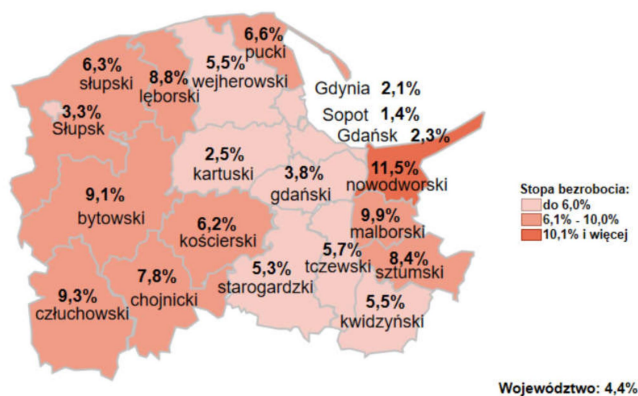 6,6%
pucki
6,3%
słupski
8,8%
lęborski
5,5%
wejherowski
Gdynia 2,1%
Sopot 1,4%
Gdańsk 2,3%
3,3%
Słupsk
2,5%
kartuski
3,8%
gdański
11,5%
nowodworski
9,1%
bytowski
6,2%
kościerski
9,9%
malborski
5,7%
tczewski
8,4%
sztumski
5,3%
starogardzki
7,8%
chojnicki
9,3%
człuchowski
5,5%
kwidzyński
Stopa bezrobocia:
do 6,0%
6,1% - 10,0%
10,1% i więcej
Województwo: 4,4%